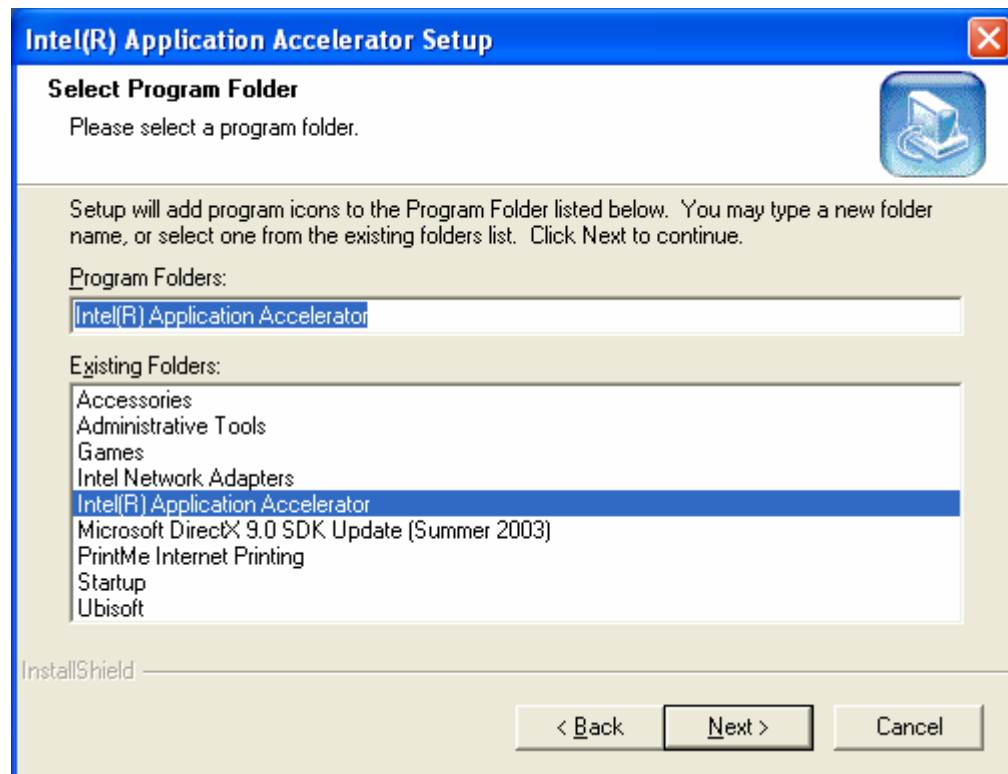 Intel(R) Application Accelerator Setup
Select Program Folder
Please select a program folder.
Setup will add program icons to the Program Folder listed below.  You may type a new folder
name, or select one from the existing folders list.  Click Next to continue.
Program Folders:
Intel(R) Application Accelerator
Existing Folders:
Accessories
Administrative Tools
Games
Intel Network Adapters
Intel(R) Application Accelerator
Microsoft DirectX 9.0 SDK Update (Summer 2003)
PrintMe Internet Printing
Startup
Ubisoft
InstallShield
< Back
Next >
Cancel